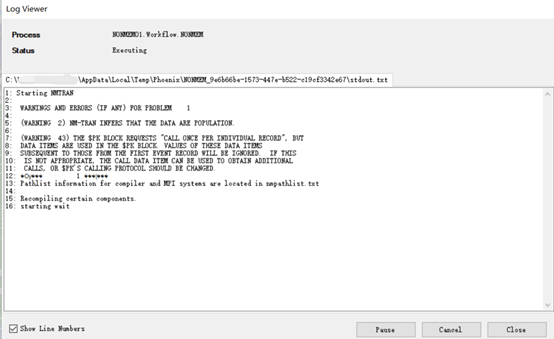 Log Viewer
Process NONMEM01.Workflow.NONMEM
Status Executing
\AppData\Local\Temp\Phoenix\NONMEM_9e6b66be-1573-447e-b522-c19cf3342e67\stdout.txt
1: Starting NMTRAN
2:
3: WARNINGS AND ERRORS (IF ANY) FOR PROBLEM 1
4:
5: (WARNING 2) NM-TRAN INFERS THAT THE DATA ARE POPULATION.
6:
7: (WARNING 43) THE $PK BLOCK REQUESTS "CALL ONCE PER INDIVIDUAL RECORD", BUT
8: DATA ITEMS ARE USED IN THE $PK BLOCK. VALUES OF THESE DATA ITEMS
9: SUBSEQUENT TO THOSE FROM THE FIRST EVENT RECORD WILL BE IGNORED. IF THIS
10: IS NOT APPROPRIATE, THE CALL DATA ITEM CAN BE USED TO OBTAIN ADDITIONAL
11: CALLS, OR $PK'S CALLING PROTOCOL SHOULD BE CHANGED.
12: 1
13: Pathlist information for compiler and MPI systems are located in nmpathlist.txt
14:
15: Recompiling certain components.
16: starting wait
Show Line Numbers
Pause Cancel Close